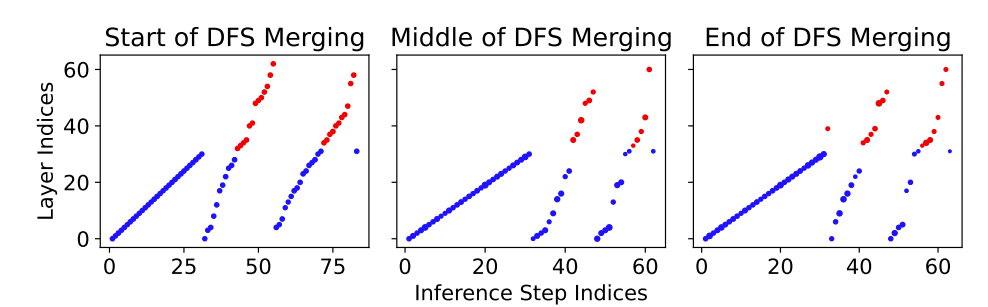 Start of DFS Merging
Middle of DFS Merging
End of DFS Merging
Layer Indices
60
40
20
0
0 25 50 75
0 20 40 60
0 20 40 60
Inference Step Indices